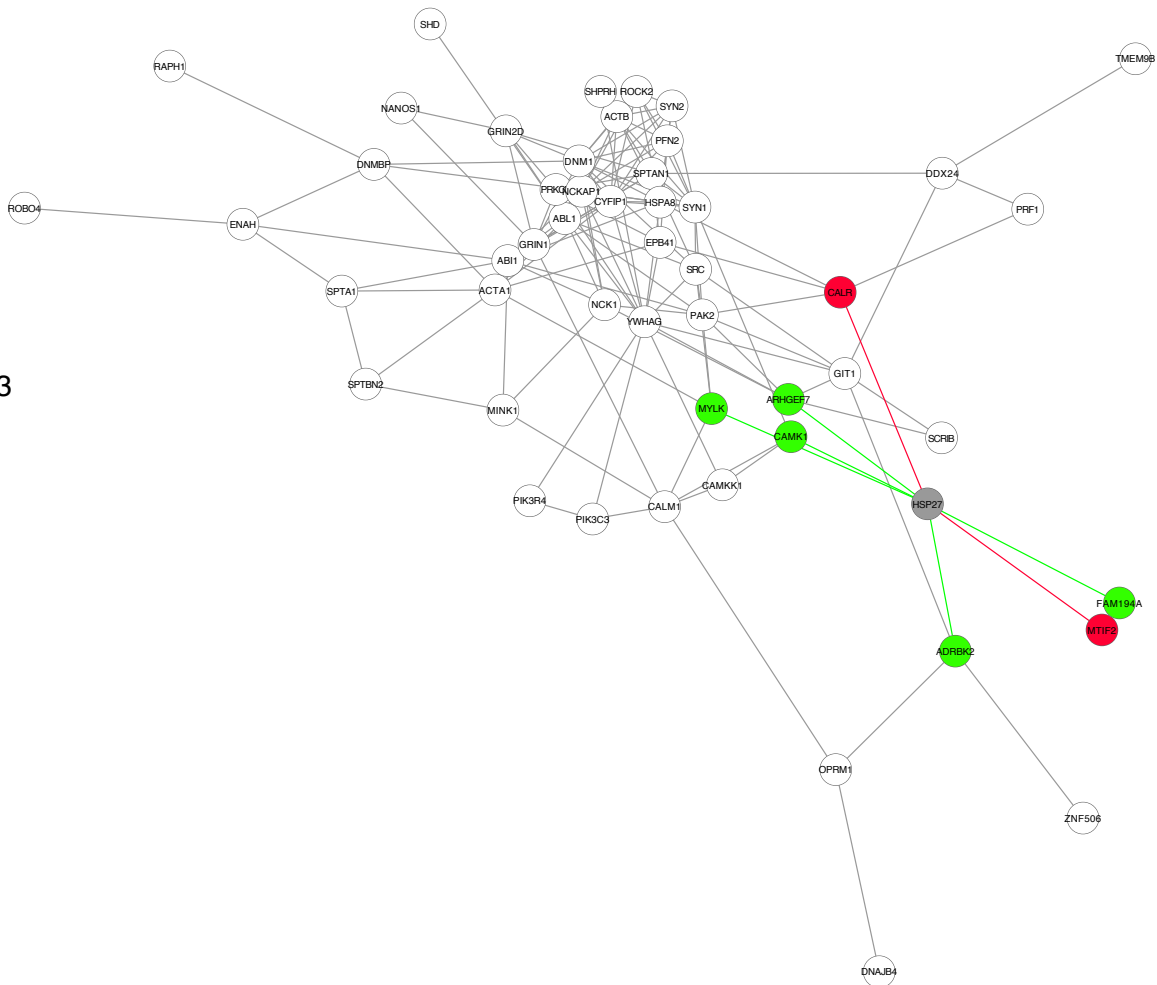 SHD
TMEM9B
RAPH1
SHPRH
ROCK2
SYN2
NANOS1
ACTB
GRIN2D
PFN2
DNM1
DNMBP
SPTAN1
DDX24
NCKAP1
CYFIP1
HSPA8
SYN1
ROBO4
PRF1
ABL1
ENAH
GRIN1
EPB41
ABI1
SRC
SPTA1
ACTA1
CALR
NCK1
PAK2
YWHAG
GIT1
3
SPTBN2
ARHGEF7
MINK1
MYLK
CAMK1
SCRIB
CAMKK1
PIK3R4
CALM1
HSP27
PIK3C3
FAM194A
MTIF2
ADRBK2
OPRM1
ZNF506
DNAJB4